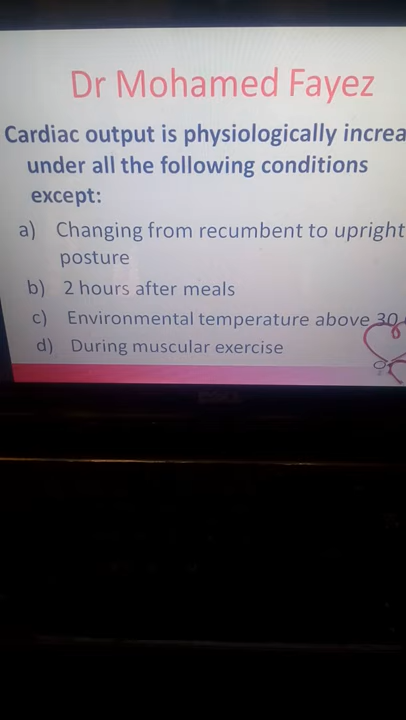 Dr Mohamed Fayez
Cardiac output is physiologically increa
under all the following conditions
except:
a) Changing from recumbent to upright
posture
b) 2 hours after meals
c) Environmental temperature above 30
d) During muscular exercise